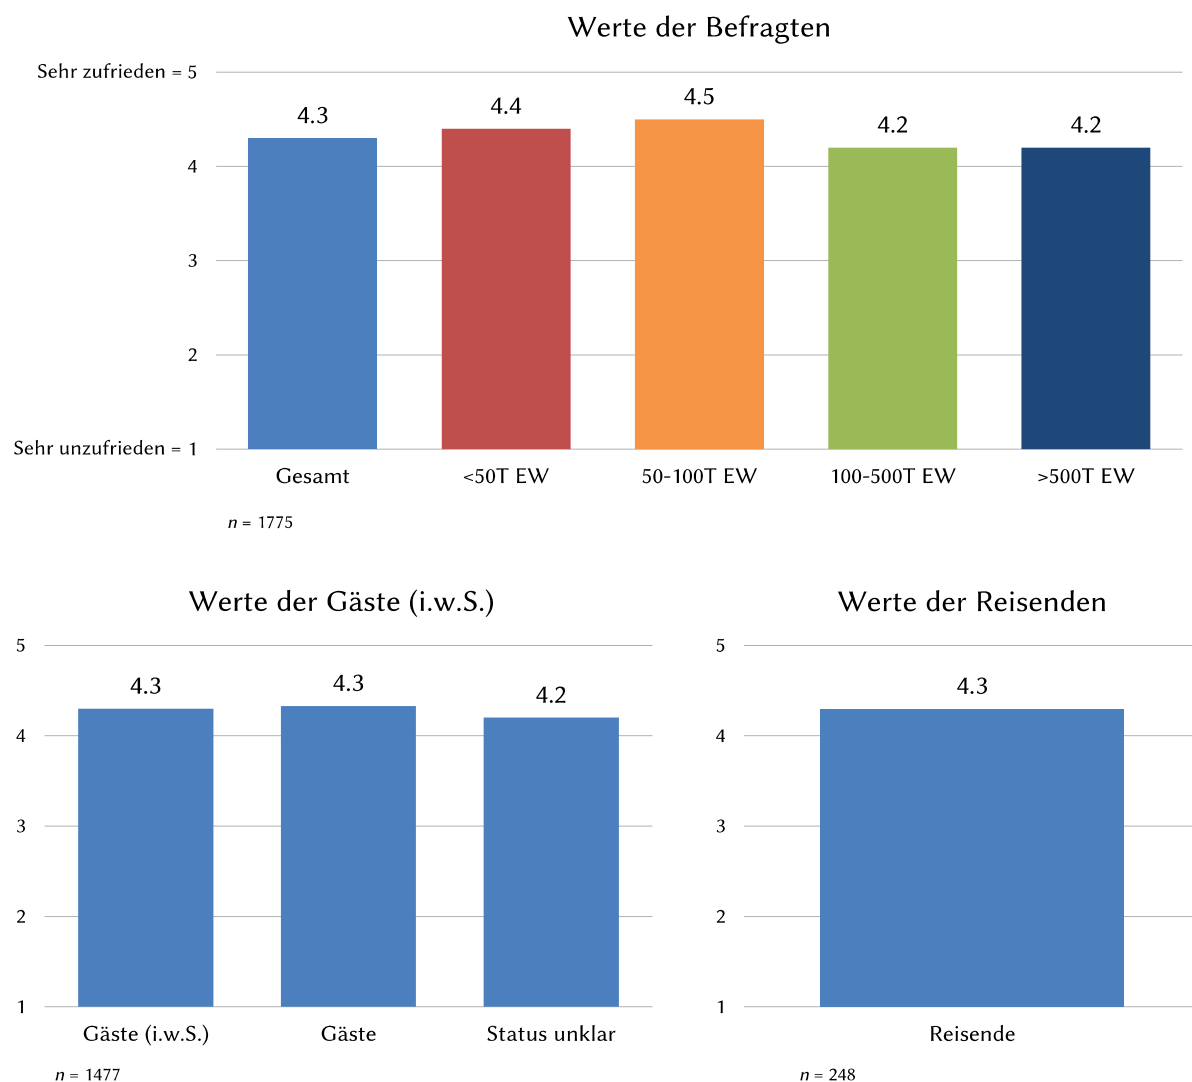 Werte der Befragten
Sehr zufrieden = 5
4.3
4.4
4.5
4.2
4.2
4
3
2
Sehr unzufrieden = 1
Gesamt
<50T EW
50-100T EW
100-500T EW
>500T EW
n = 1775
Werte der Gäste (i.w.S.)
5
4.3
4.3
4.2
4
3
2
1
Gäste (i.w.S.)
Gäste
Status unklar
n = 1477
Werte der Reisenden
5
4.3
4
3
2
1
Reisende
n = 248